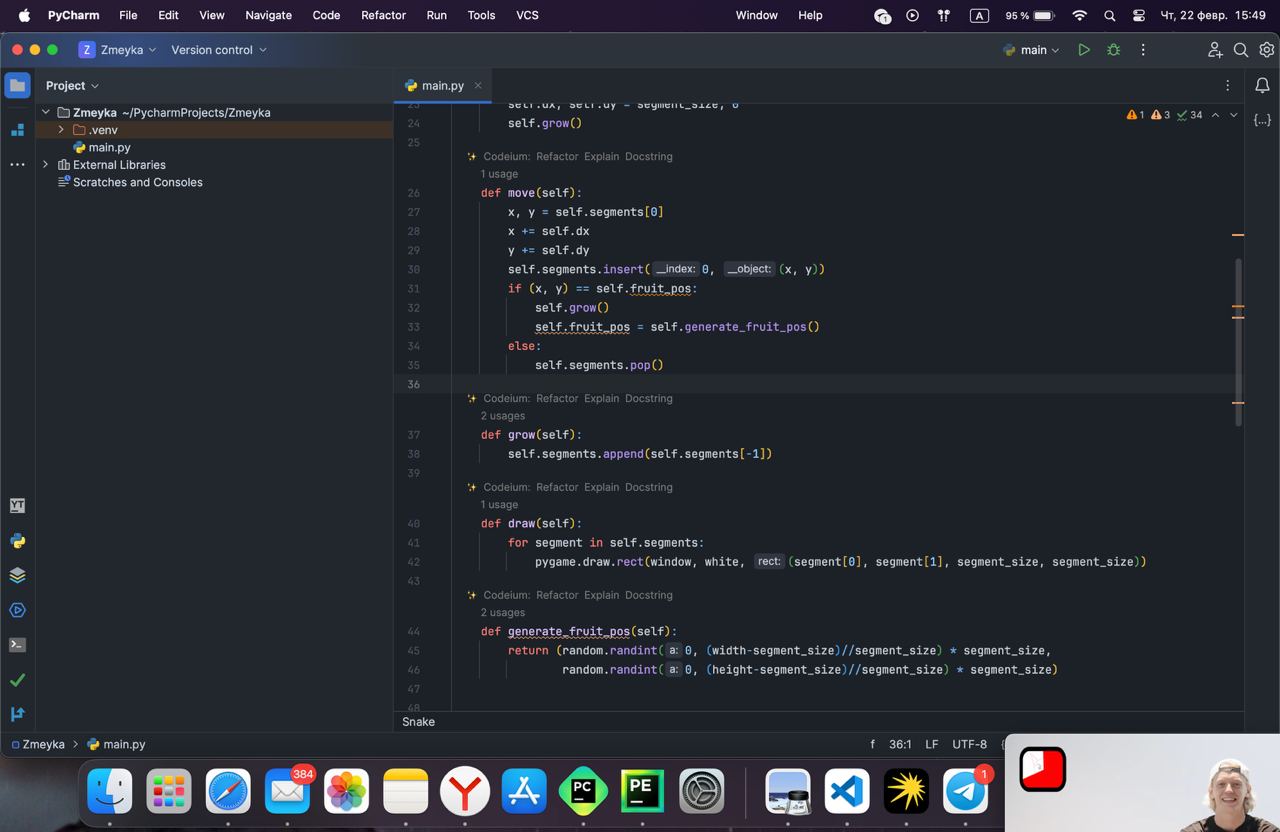 PyCharm File Edit View Navigate Code Refactor Run Tools VCS Window Help 1 A 95 % Чт, 22 февр. 15:49
Z Zmeyka Version control main
Project
main.py
Zmeyka ~/PycharmProjects/Zmeyka
.venv
main.py
External Libraries
Scratches and Consoles
1 3 34
23 self.dx, self.dy = segment_size, 0
24 self.grow()
25
Codeium: Refactor Explain Docstring
1 usage
26 def move(self):
27 x, y = self.segments[0]
28 x += self.dx
29 y += self.dy
30 self.segments.insert(__index: 0, __object: (x, y))
31 if (x, y) == self.fruit_pos:
32 self.grow()
33 self.fruit_pos = self.generate_fruit_pos()
34 else:
35 self.segments.pop()
36
Codeium: Refactor Explain Docstring
2 usages
37 def grow(self):
38 self.segments.append(self.segments[-1])
39
Codeium: Refactor Explain Docstring
1 usage
40 def draw(self):
41 for segment in self.segments:
42 pygame.draw.rect(window, white, rect: (segment[0], segment[1], segment_size, segment_size))
43
Codeium: Refactor Explain Docstring
2 usages
44 def generate_fruit_pos(self):
45 return (random.randint(a: 0, (width-segment_size)//segment_size) * segment_size,
46 random.randint(a: 0, (height-segment_size)//segment_size) * segment_size)
47
48
Snake
YT
Zmeyka main.py f 36:1 LF UTF-8
384 PC PE 1